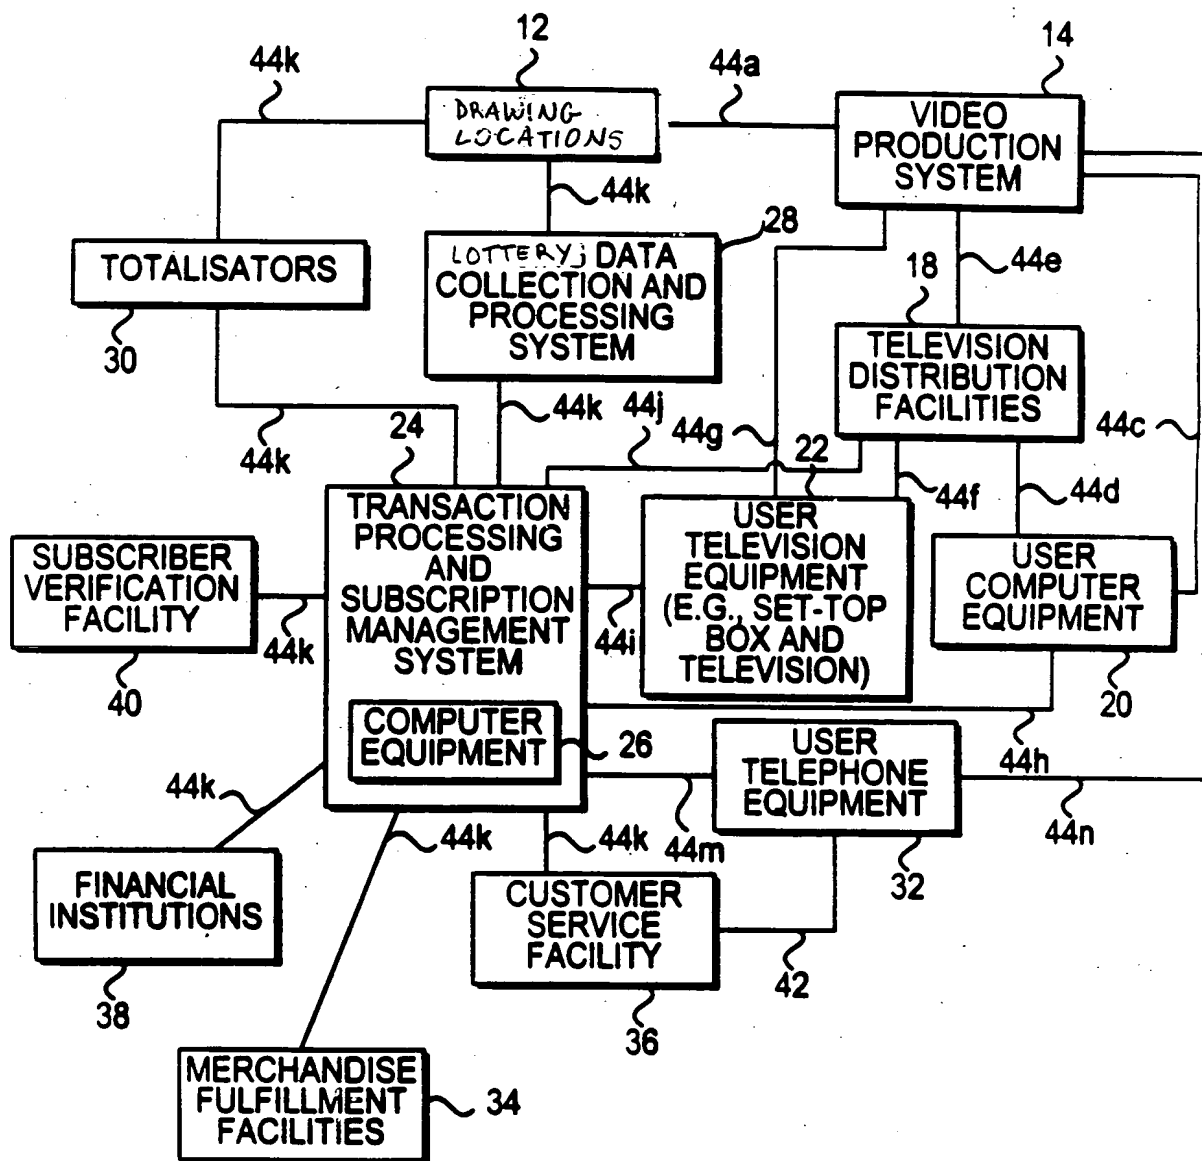 12
14
44k
44a
DRAWING
LOCATIONS
VIDEO
PRODUCTION
SYSTEM
44k
28
TOTALISATORS
LOTTERYj DATA
COLLECTION AND
PROCESSING
SYSTEM
18
44e
30
TELEVISION
DISTRIBUTION
FACILITIES
44k
24
44k
44j
44g
22
44c
44f
44d
TRANSACTION
PROCESSING
AND
SUBSCRIPTION
MANAGEMENT
SYSTEM
USER
TELEVISION
EQUIPMENT
(E.G., SET-TOP
BOX AND
TELEVISION)
SUBSCRIBER
VERIFICATION
FACILITY
USER
COMPUTER
EQUIPMENT
44k
44i
40
20
COMPUTER
EQUIPMENT
26
USER
TELEPHONE
EQUIPMENT
44h
44k
44k
44k
44m
44n
32
FINANCIAL
INSTITUTIONS
CUSTOMER
SERVICE
FACILITY
42
38
36
MERCHANDISE
FULFILLMENT
FACILITIES
34